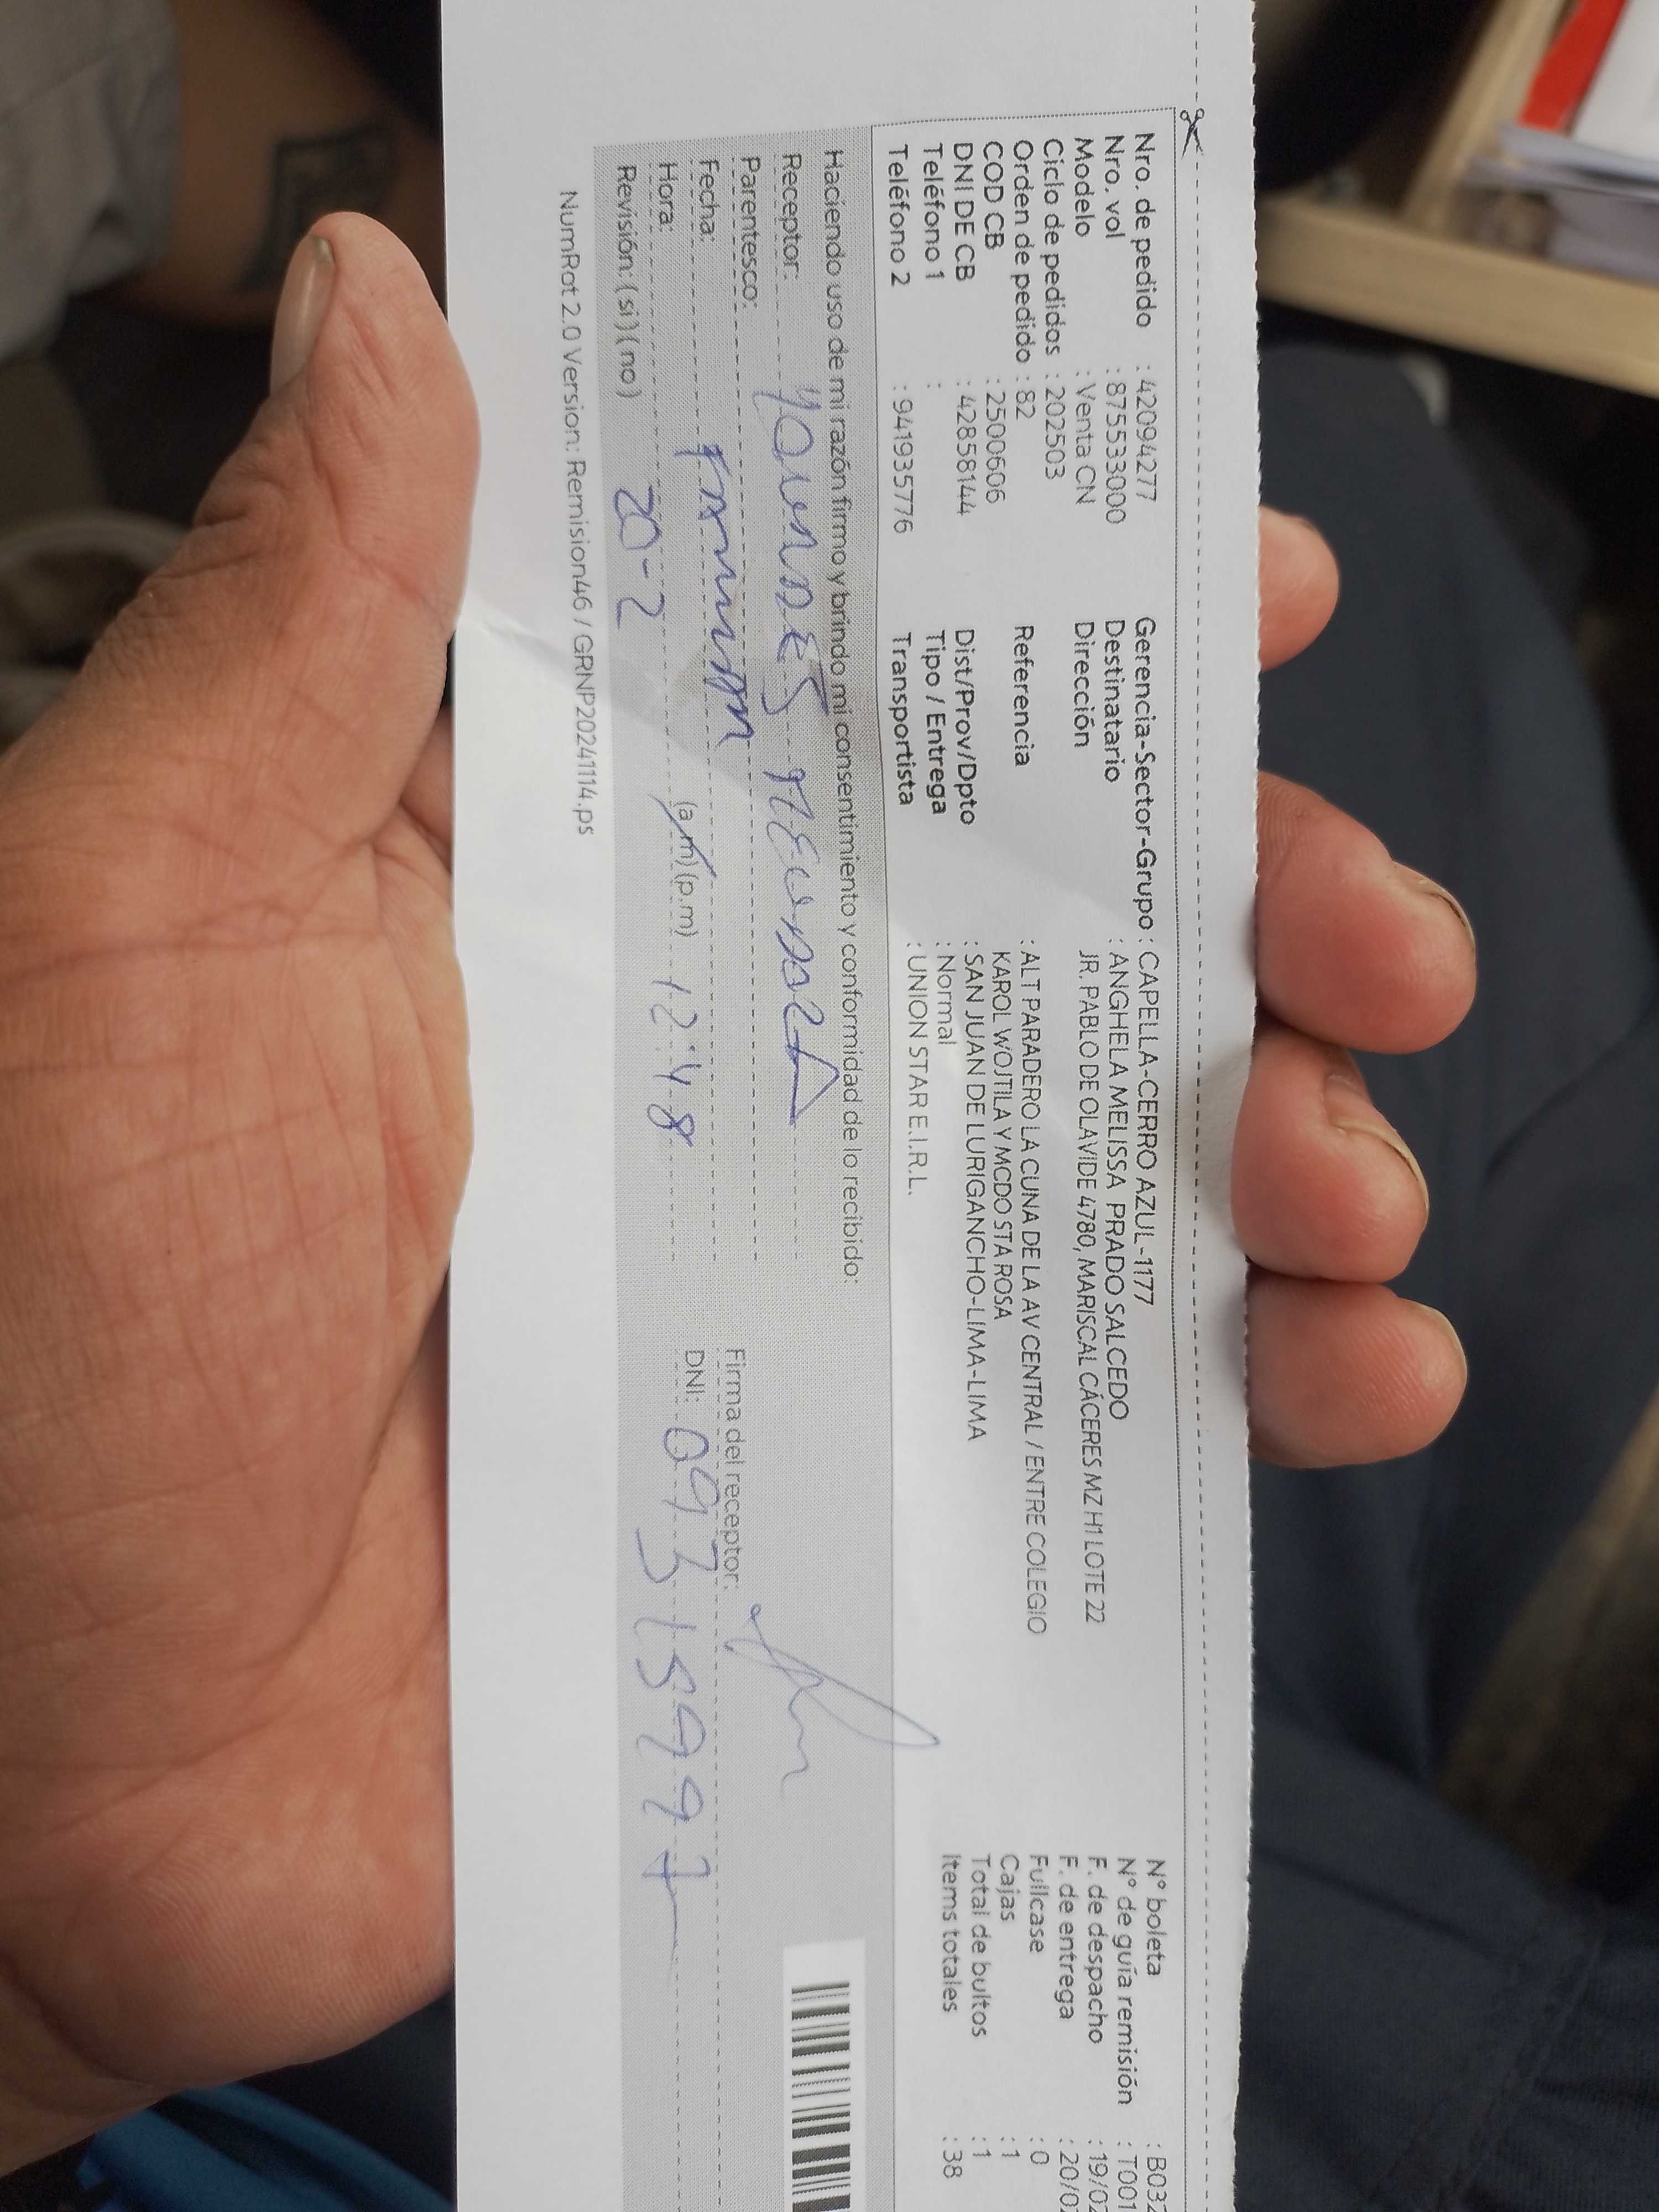 Nro. de pedido : 42094277
Nro. vol : 875533000
Modelo : Venta CN
Ciclo de pedidos : 202503
Orden de pedido : 82
COD CB : 2500606
DNI DE CB : 42858144
Teléfono 1 :
Teléfono 2 : 941935776
Gerencia-Sector-Grupo : CAPELLA-CERRO AZUL-1177
Destinatario : ANGHELA MELISSA PRADO SALCEDO
Dirección JR. PABLO DE OLAVIDE 4780, MARISCAL CÁCERES MZ H1 LOTE 22
Referencia : ALT PARADERO LA CUNA DE LA AV CENTRAL / ENTRE COLEGIO
KAROL WOJTILA Y MCDO STA ROSA
Dist/Prov/Dpto : SAN JUAN DE LURIGANCHO-LIMA-LIMA
Tipo / Entrega : Normal
Transportista : UNION STAR E.I.R.L.
N° boleta : B032
N° de guía remisión : T001
F. de despacho : 19/02
F. de entrega : 20/02
Fullcase : 0
Cajas : 1
Total de bultos : 1
Items totales : 38
Haciendo uso de mi razón firmo y brindo mi consentimiento y conformidad de lo recibido:
Receptor:
Parentesco:
Fecha:
Hora: (a.m)(p.m) 12:48
Revisión: (si)(no) 20-2
Firma del receptor:
DNI: 09315997
NumRot 2.0 Version: Remision46 / GRNP20241114.ps